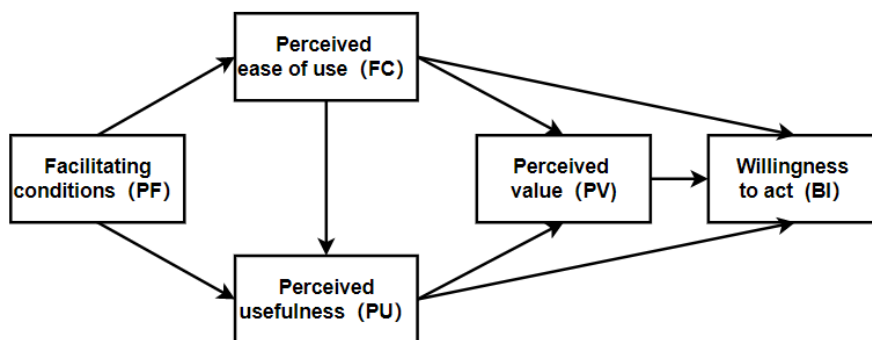 Perceived
ease of use（FC）
Facilitating
conditions（PF）
Perceived
value（PV)
Willingness
to act（BI）
Perceived
usefulness（PU）